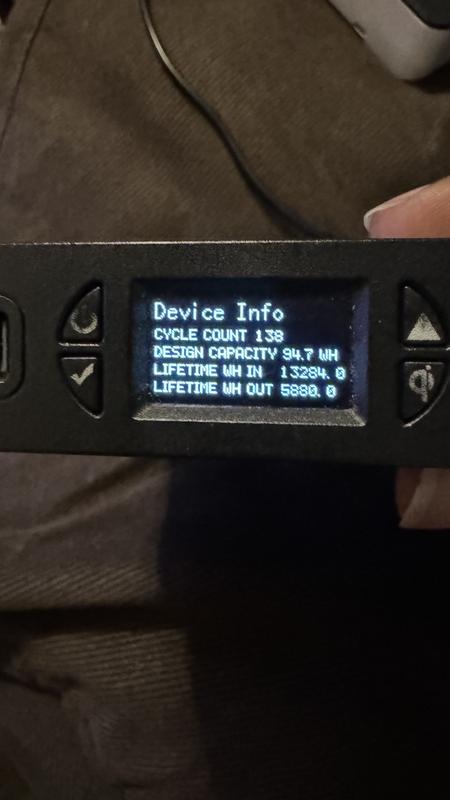 Device Info
CYCLE COUNT 138
DESIGN CAPACITY 94.7 WH
LIFETIME WH IN 13284.0
LIFETIME WH OUT 5880.0
qi